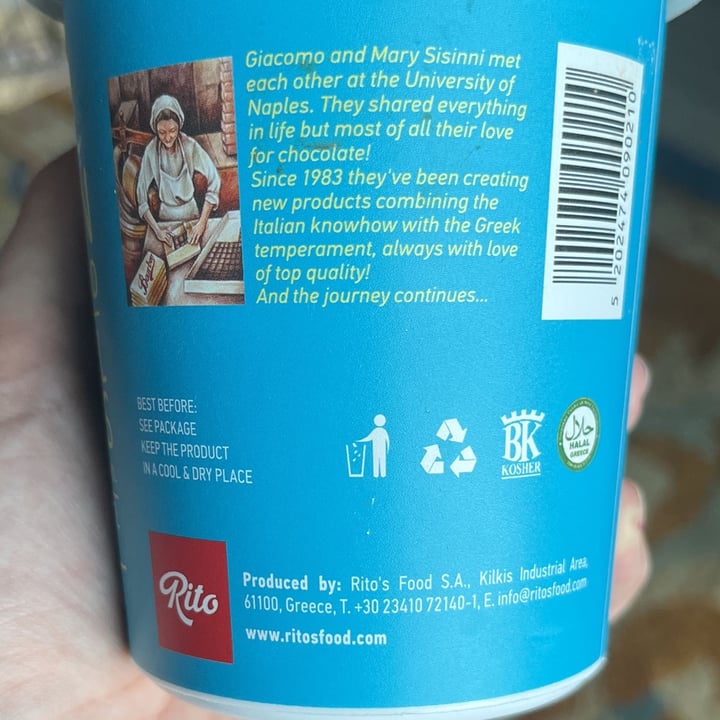 Giacomo and Mary Sisinni met
each other at the University of
Naples. They shared everything
in life but most of all their love
for chocolate!
Since 1983 they've been creating
new products combining the
Italian knowhow with the Greek
temperament, always with love
of top quality!
And the journey continues...
5 202474 090210
BEST BEFORE:
SEE PACKAGE
KEEP THE PRODUCT
IN A COOL & DRY PLACE
BK
KOSHER
حلال
HALAL
GREECE
Rito
Produced by: Rito's Food S.A., Kilkis Industrial Area,
61100, Greece, T. +30 23410 72140-1, E. info@ritosfood.com
www.ritosfood.com